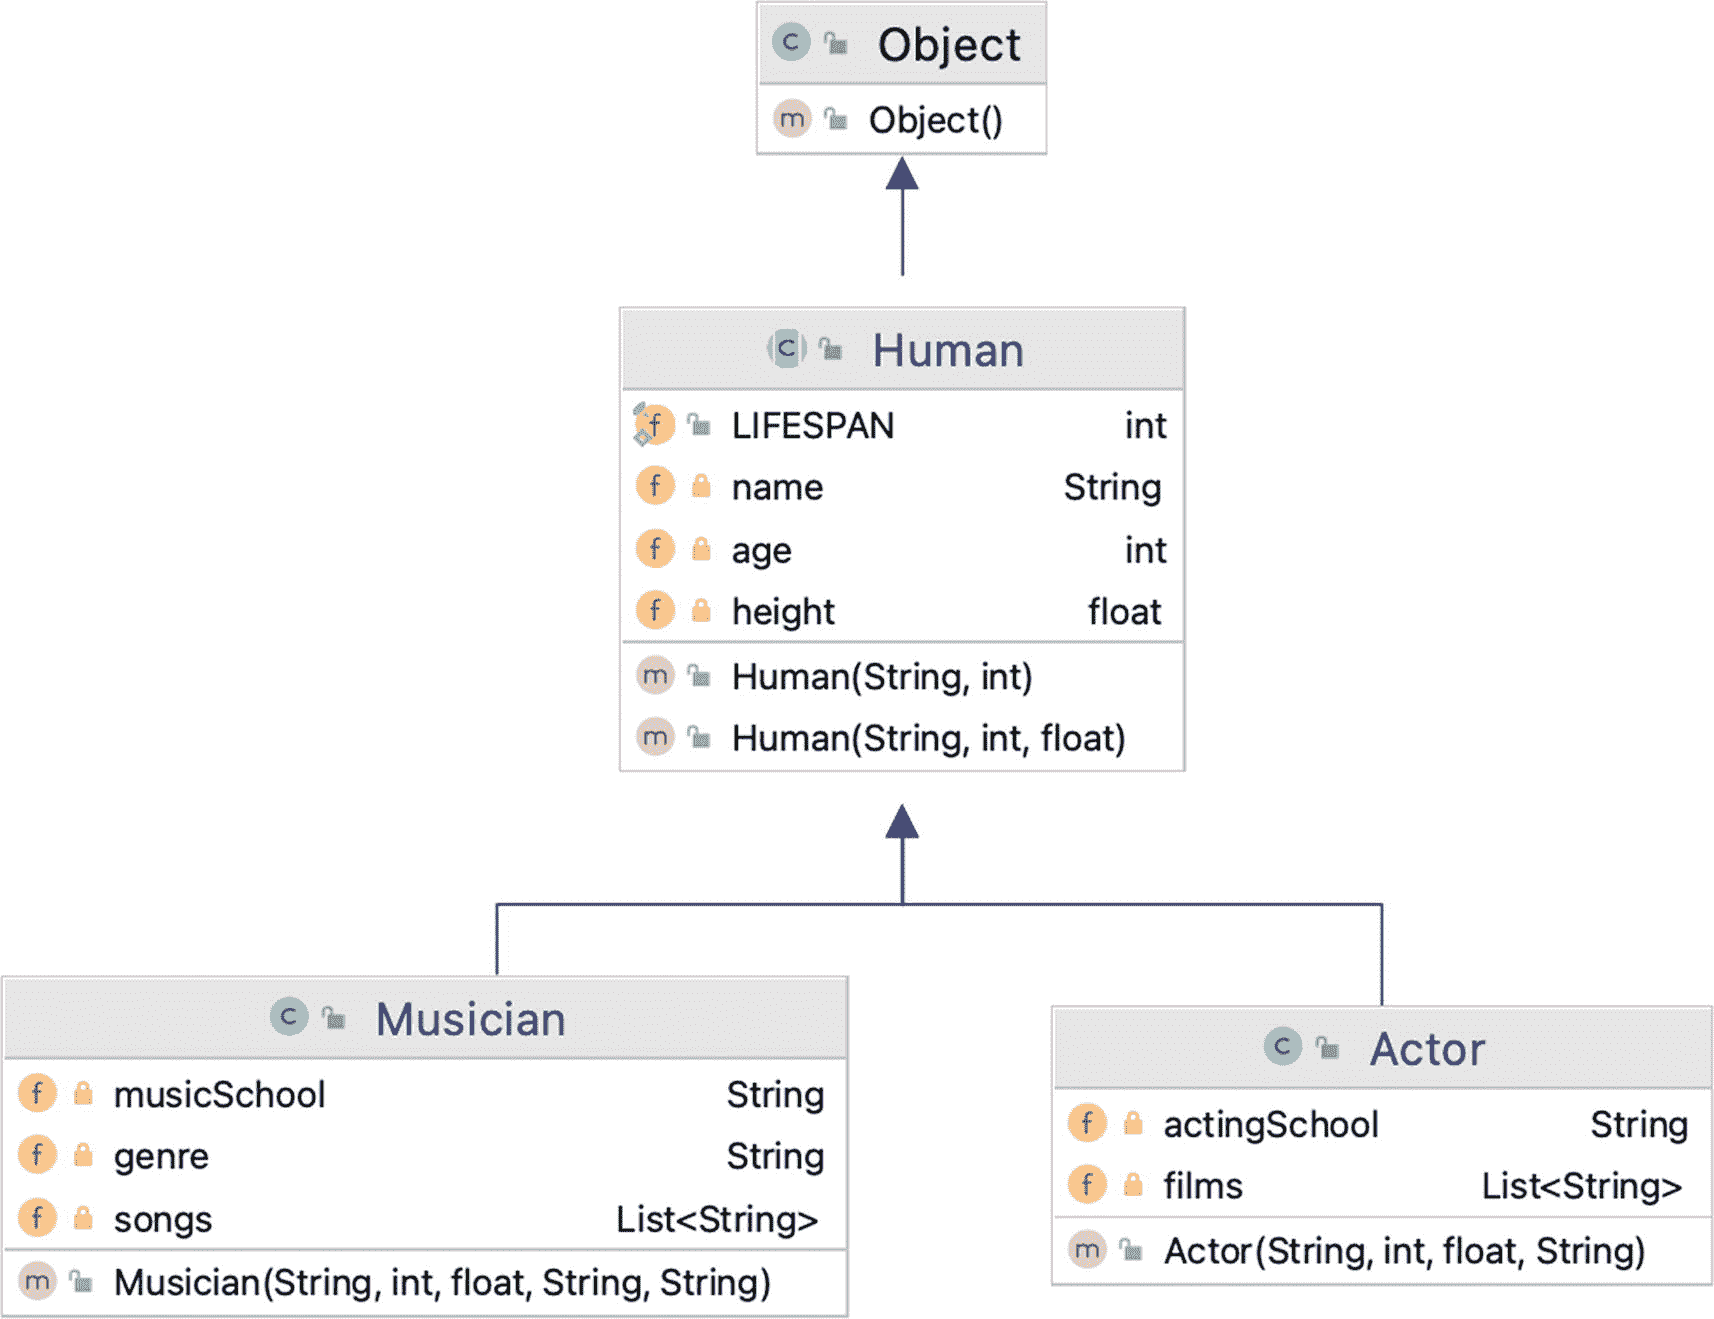 C Object
m Object()
C Human
f LIFESPAN int
f name String
f age int
f height float
m Human(String, int)
m Human(String, int, float)
C Musician
f musicSchool String
f genre String
f songs List<String>
m Musician(String, int, float, String, String)
C Actor
f actingSchool String
f films List<String>
m Actor(String, int, float, String)